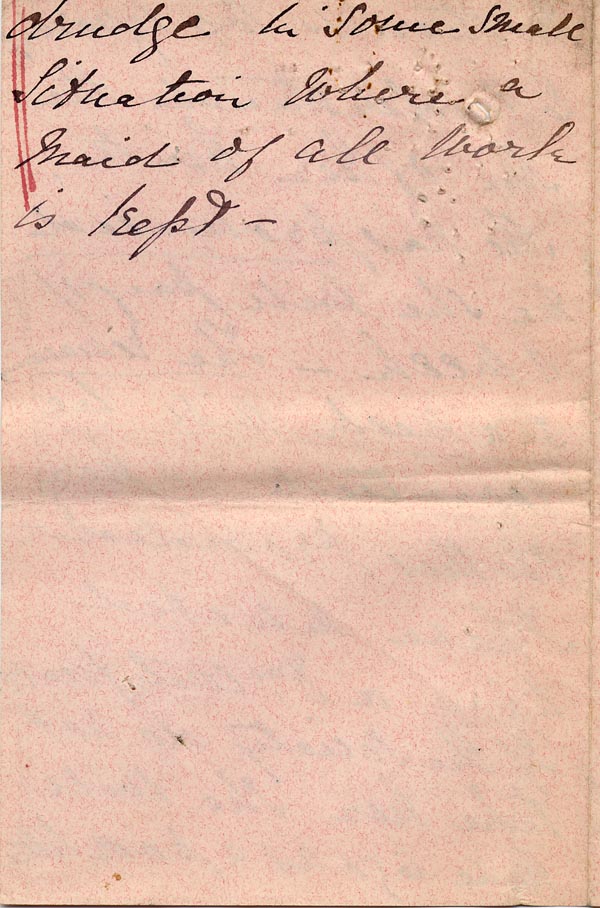 drudge in some small
situation where a
maid of all work
is kept -